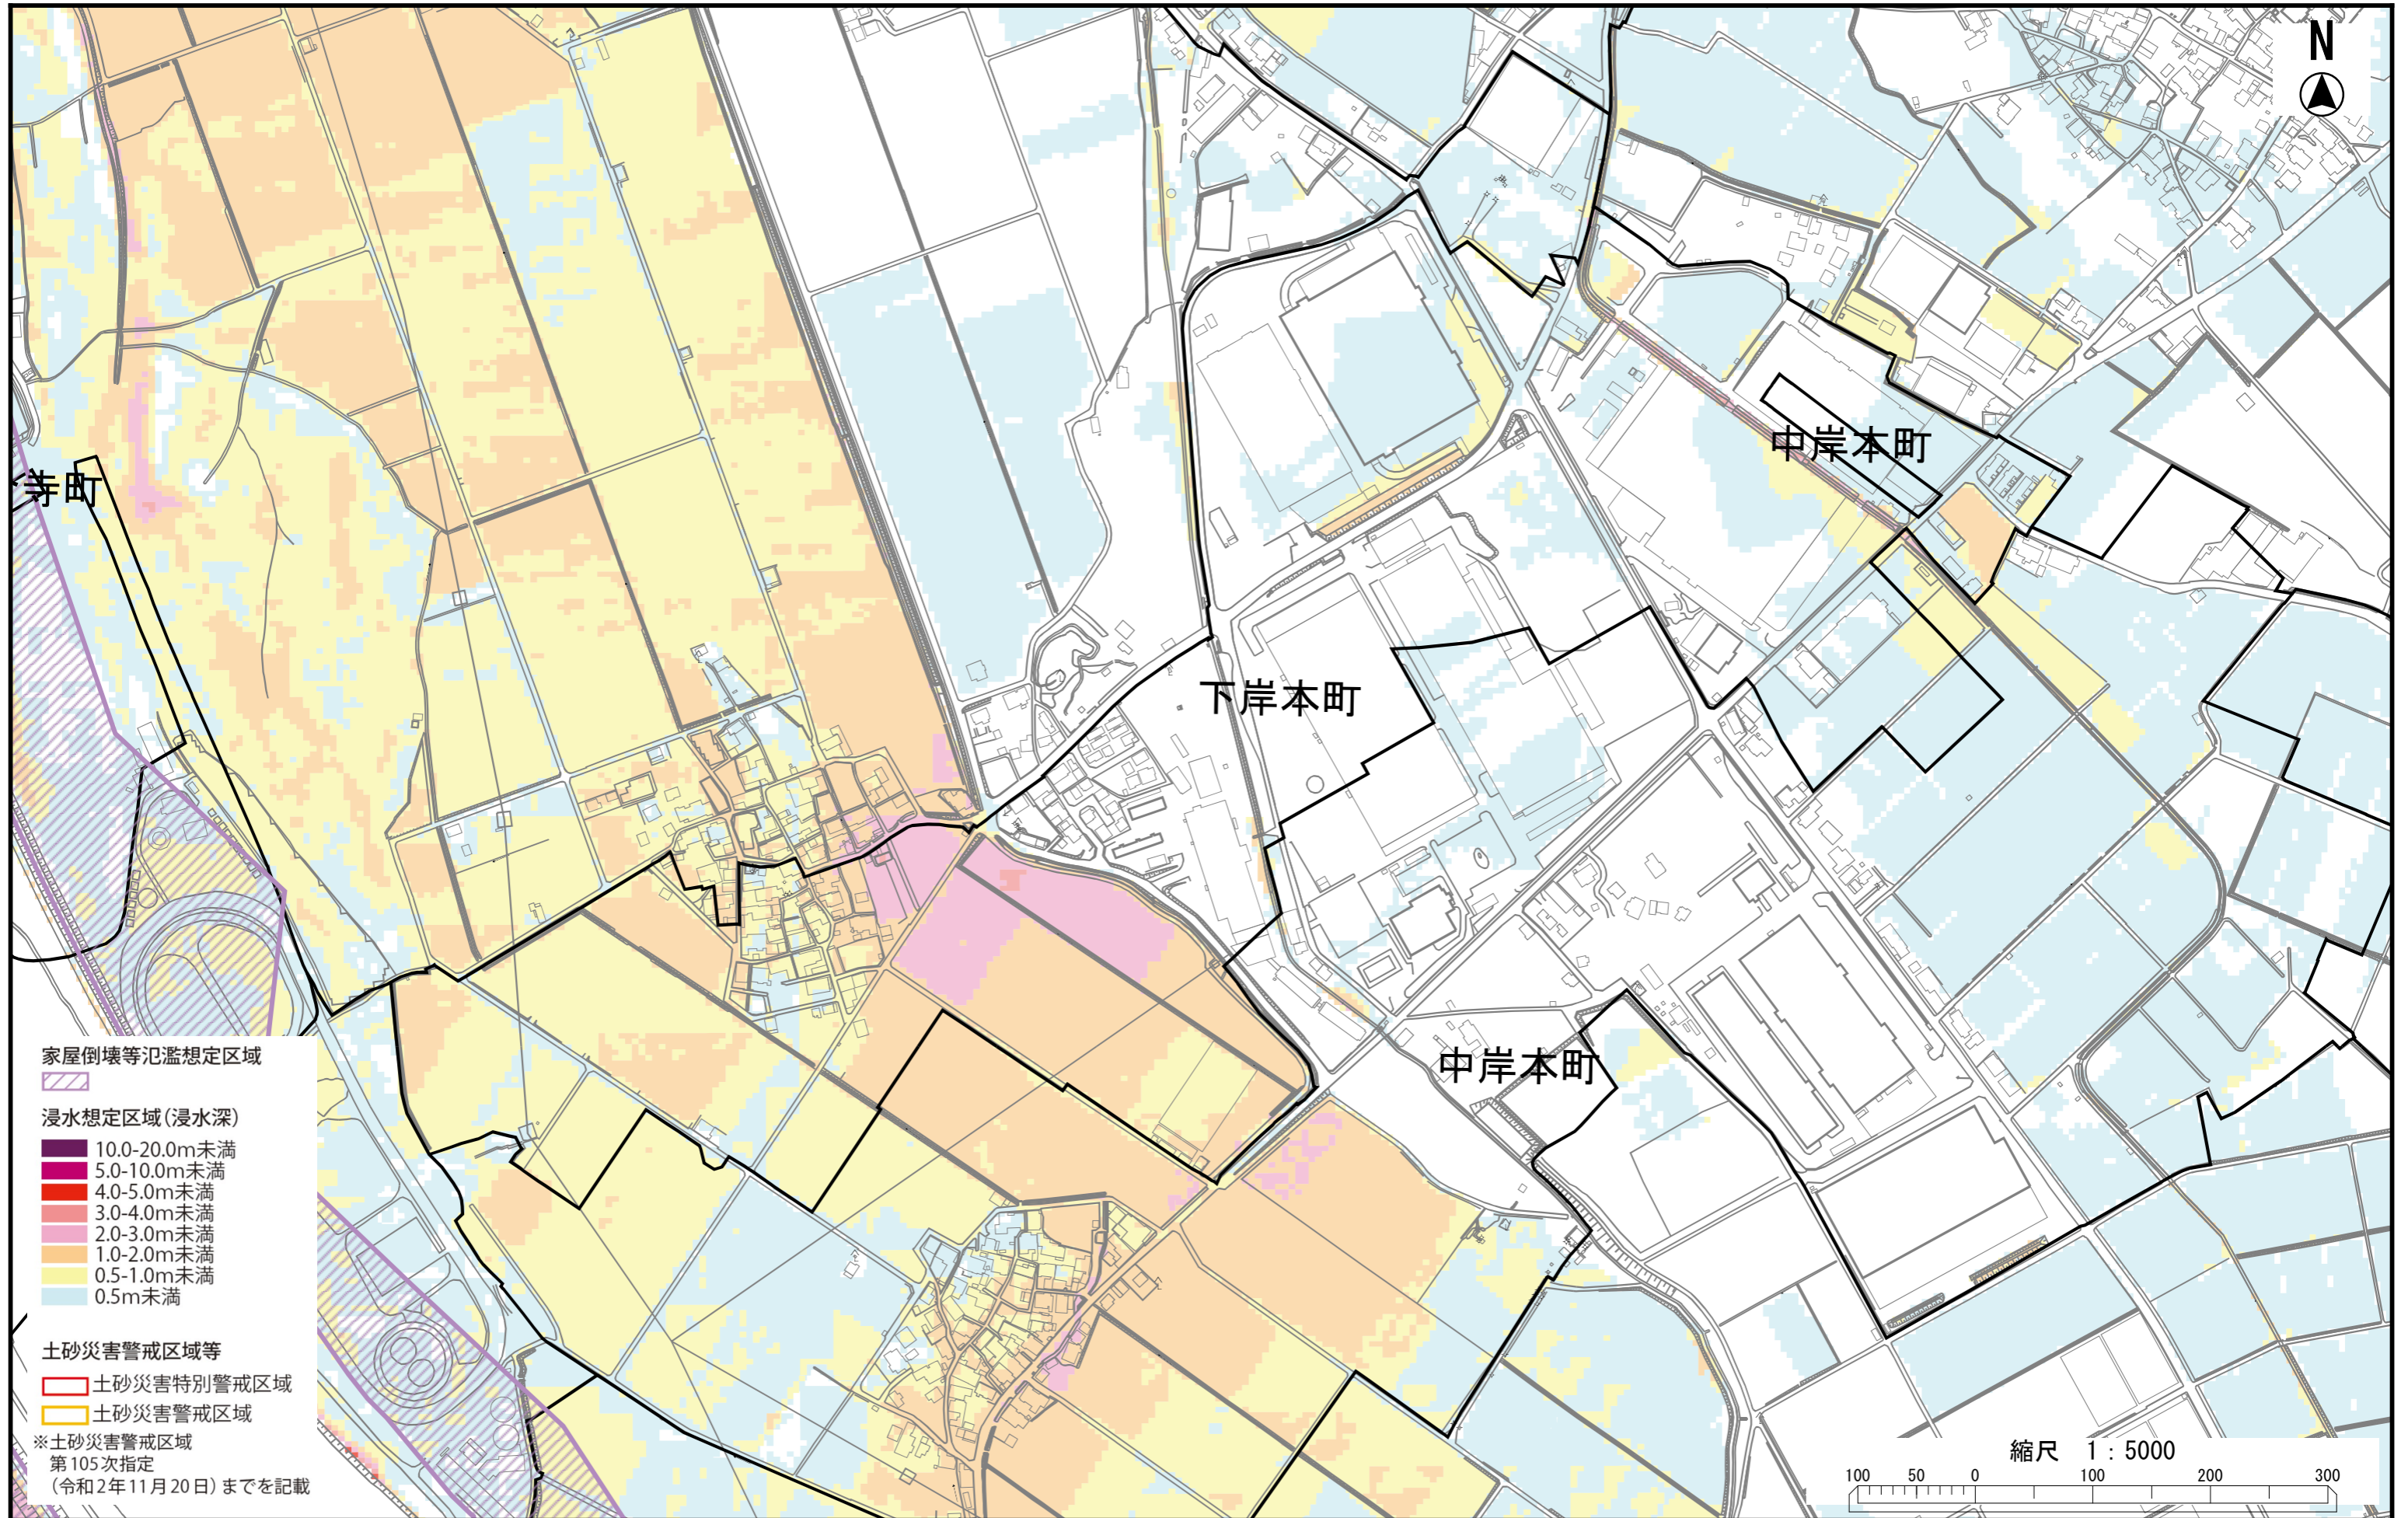 N
中岸本町
寺町
下岸本町
中岸本町
家屋倒壊等氾濫想定区域
浸水想定区域(浸水深)
10.0-20.0m未満
5.0-10.0m未満
4.0-5.0m未満
3.0-4.0m未満
2.0-3.0m未満
1.0-2.0m未満
0.5-1.0m未満
0.5m未満
土砂災害警戒区域等
土砂災害特別警戒区域
土砂災害警戒区域
※土砂災害警戒区域
第105次指定
(令和2年11月20日)までを記載
縮尺 1:5000
100 50 0 100 200 300